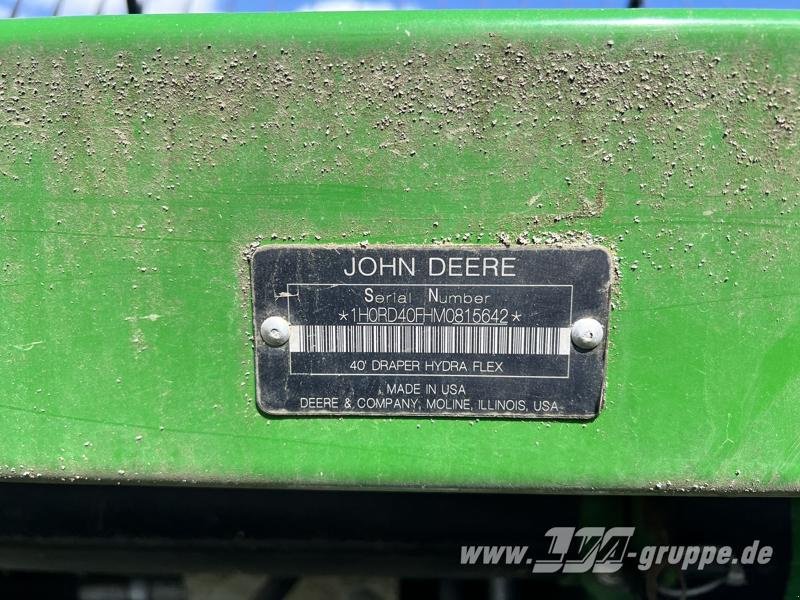 JOHN DEERE
Serial Number
*1H0RD40FHM0815642*
40' DRAPER HYDRA FLEX
MADE IN USA
DEERE & COMPANY, MOLINE, ILLINOIS, USA
www.LVA-gruppe.de